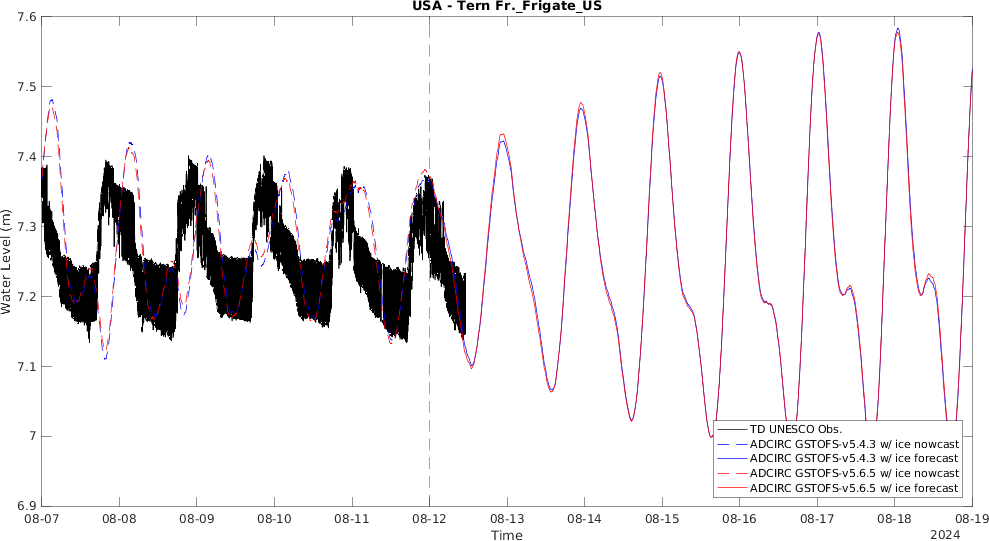 USA - Tern Fr._Frigate_US
7.6
7.5
7.4
7.3
7.2
7.1
7
6.9
Water Level (m)
TD UNESCO Obs.
ADCIRC GSTOFS-v5.4.3 w/ ice nowcast
ADCIRC GSTOFS-v5.4.3 w/ ice forecast
ADCIRC GSTOFS-v5.6.5 w/ ice nowcast
ADCIRC GSTOFS-v5.6.5 w/ ice forecast
08-07 08-08 08-09 08-10 08-11 08-12 08-13 08-14 08-15 08-16 08-17 08-18 08-19
Time
2024